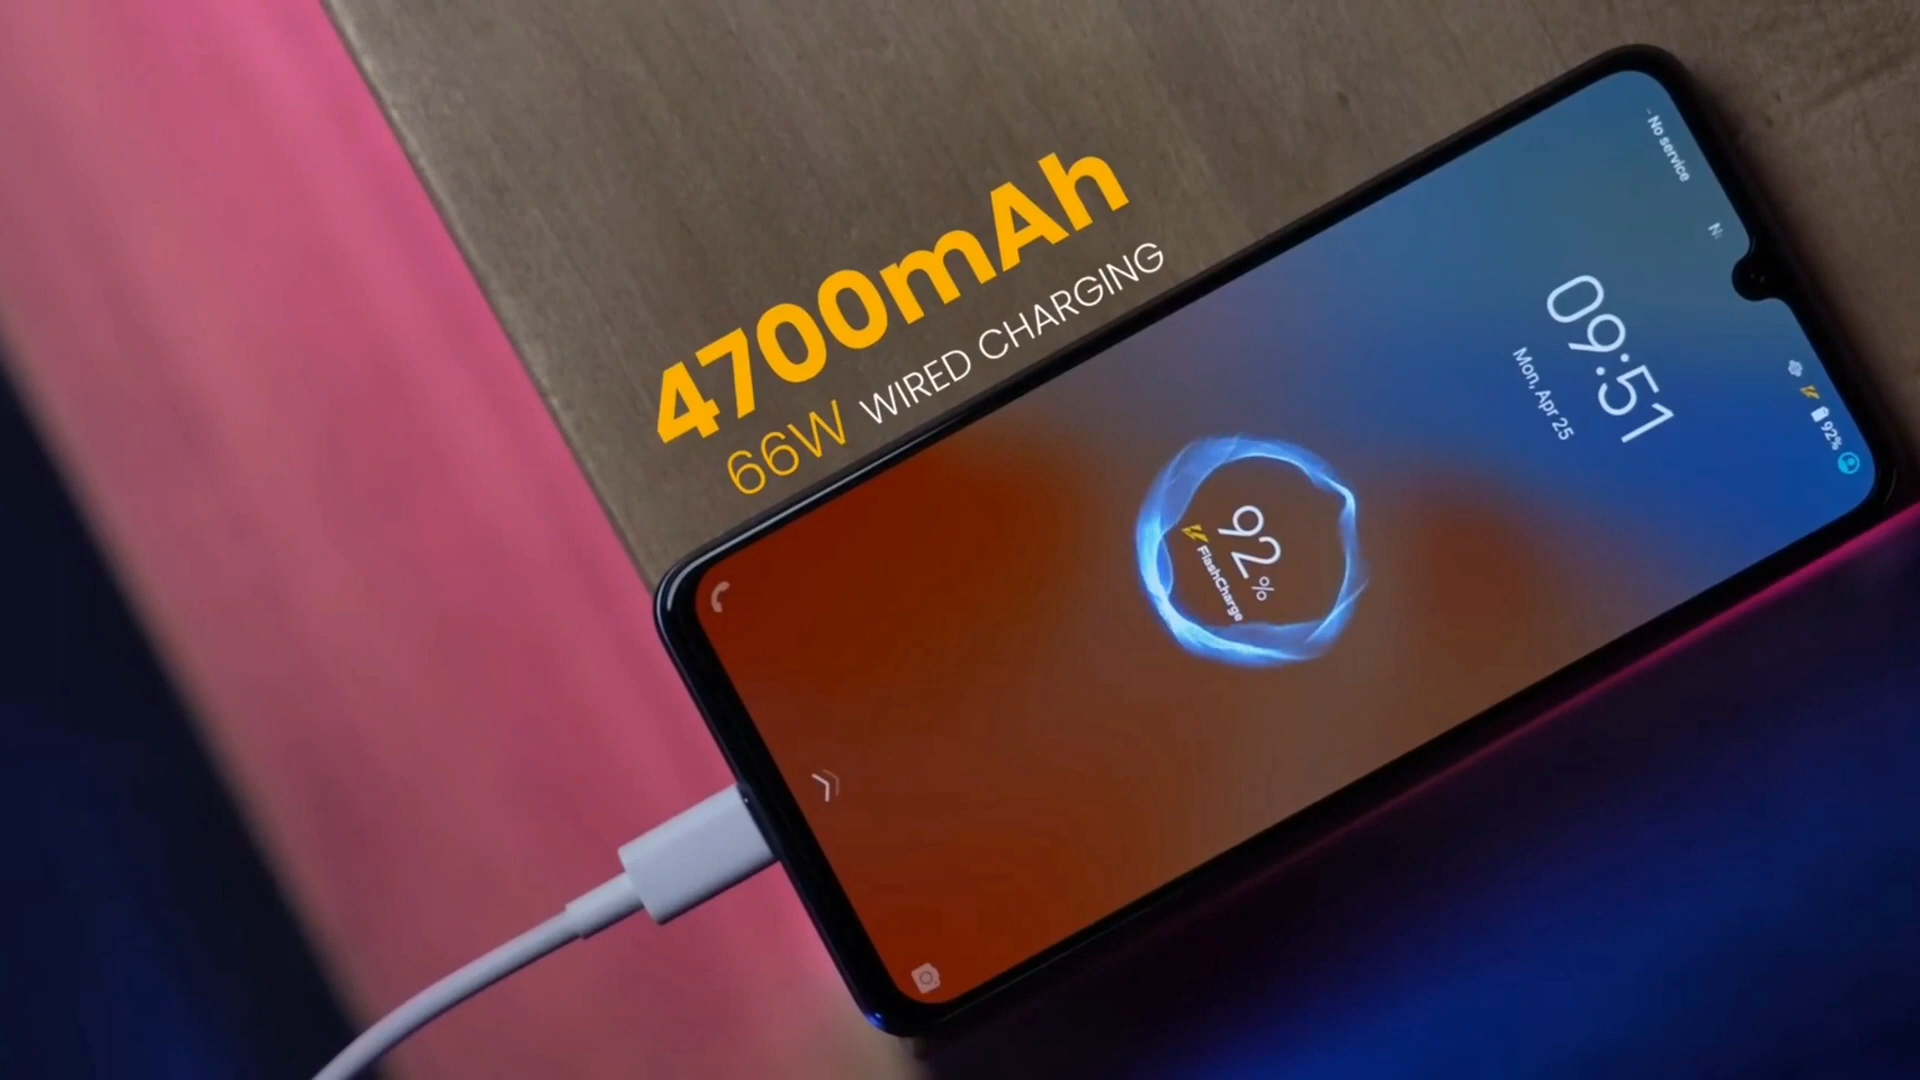 4700mAh
66W WIRED CHARGING
No service
09:51
Mon, Apr 25
92%
92%
FlashCharge